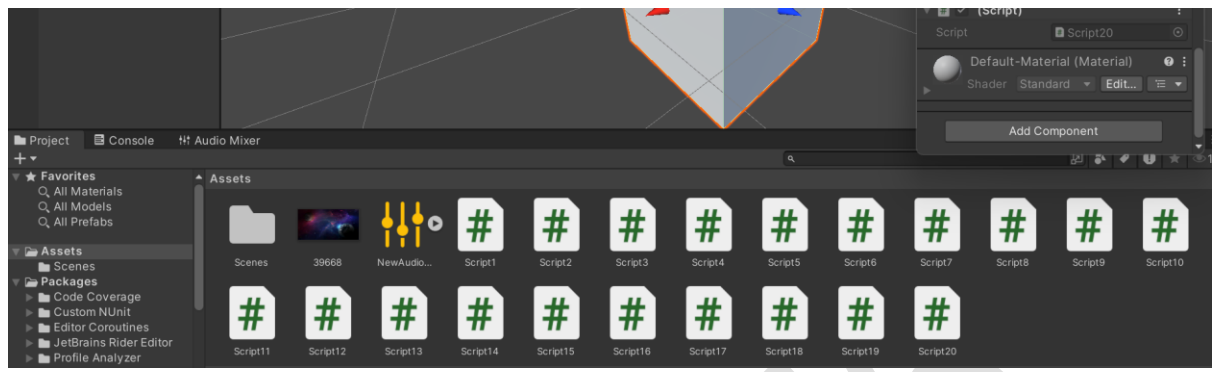 (Script)
Script Script20
Default-Material (Material)
Shader Standard Edit...
Add Component
Project Console Audio Mixer
Favorites
All Materials
All Models
All Prefabs
Assets
Scenes
Packages
Code Coverage
Custom NUnit
Editor Coroutines
JetBrains Rider Editor
Profile Analyzer
Assets
Scenes 39668 NewAudio... Script1 Script2 Script3 Script4 Script5 Script6 Script7 Script8 Script9 Script10
Script11 Script12 Script13 Script14 Script15 Script16 Script17 Script18 Script19 Script20